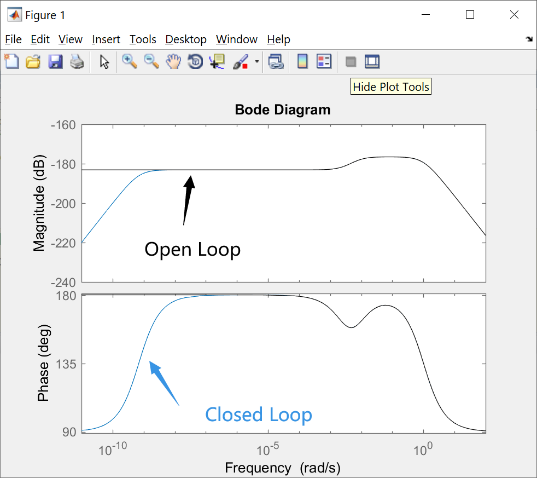 Figure 1
File Edit View Insert Tools Desktop Window Help
Hide Plot Tools
Bode Diagram
-160
-180
-200
-220
-240
Magnitude (dB)
Open Loop
180
135
90
Phase (deg)
Closed Loop
10^-10 10^-5 10^0
Frequency (rad/s)